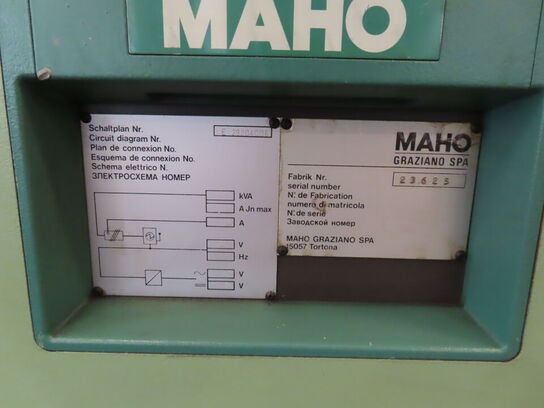 MAHO
Schaltplan Nr.
Circuit diagram Nr.
Plan de connexion No.
Esquema de connexion No.
Schema elettrico N.
ЭЛЕКТРОСХЕМА НОМЕР
kVA
A Jn max
A
V
Hz
V
V
MAHO
GRAZIANO SPA
Fabrik Nr. 23625
serial number
N.° de Fabrication
numero di matricola
N.° de serie
Заводской номер
MAHO GRAZIANO SPA
15057 Tortona